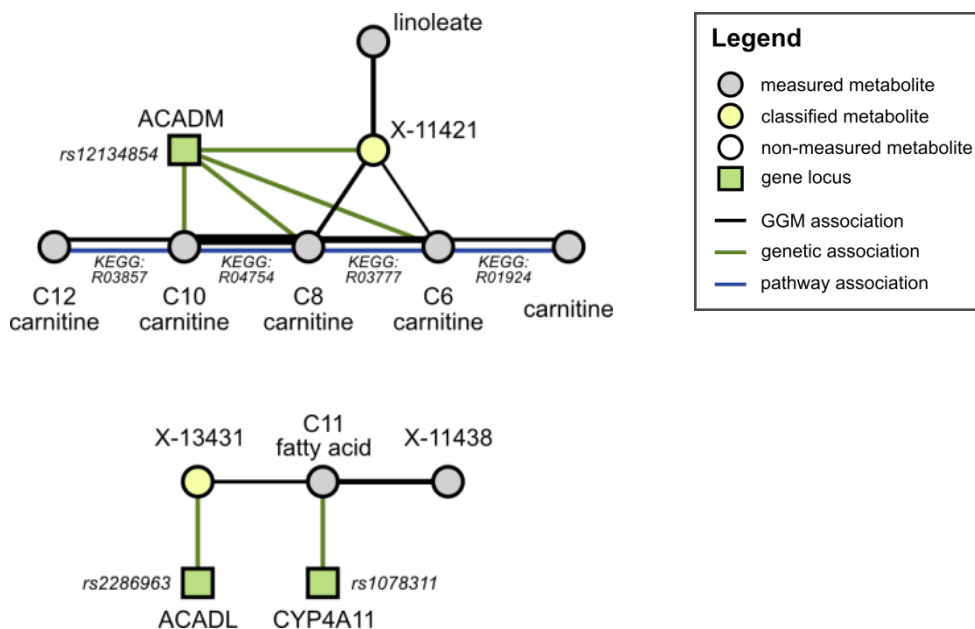 linoleate
ACADM
rs12134854
X-11421
KEGG:
R03857
KEGG:
R04754
KEGG:
R03777
KEGG:
R01924
C12
carnitine
C10
carnitine
C8
carnitine
C6
carnitine
carnitine
Legend
measured metabolite
classified metabolite
non-measured metabolite
gene locus
GGM association
genetic association
pathway association
X-13431
C11
fatty acid
X-11438
rs2286963
ACADL
rs1078311
CYP4A11